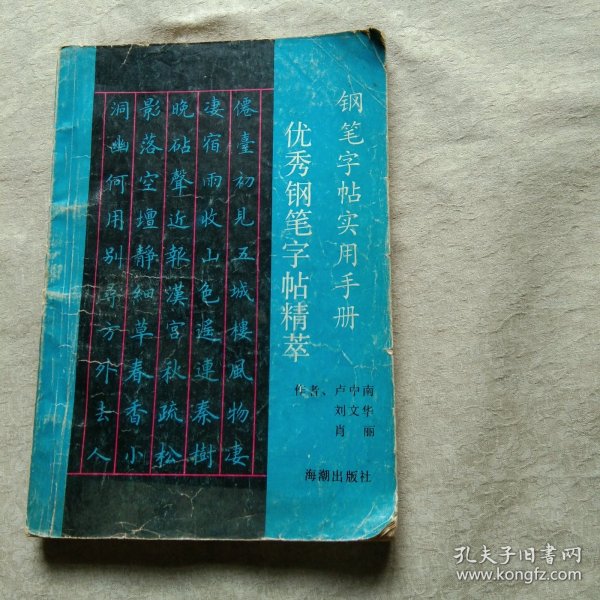 钢笔字帖实用手册
优秀钢笔字帖精萃
作者、卢中南
刘文华
肖丽
海潮出版社
僊臺初見五城樓風物凄
凄宿雨收山色遙連秦樹
晚砧聲近報漢宮秋疏松
影落空壇靜細草春香小
洞幽何用別尋方外去人
孔夫子旧书网
www.kongfz.com